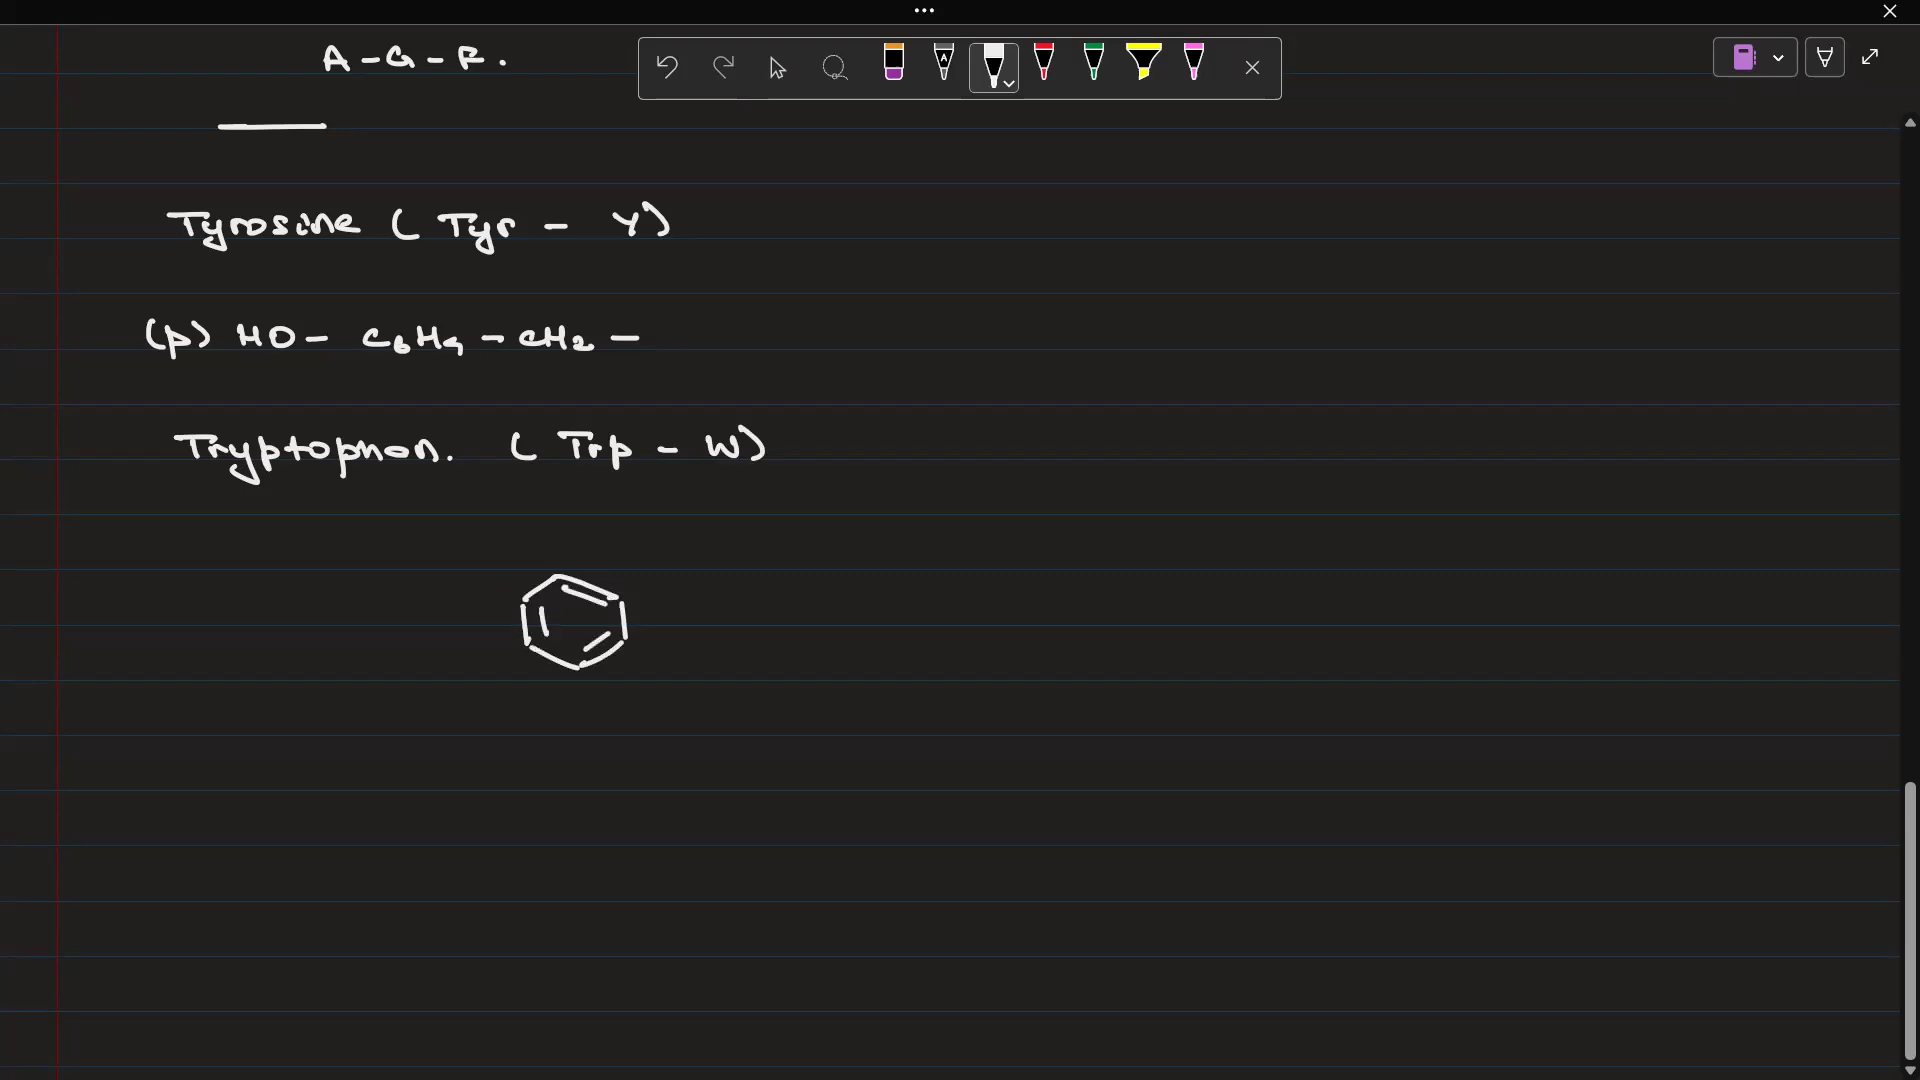 A - G - R.
Tyrosine ( Tyr - Y)
(p) HO - C6H4 - CH2 -
Tryptophan. ( Trp - W)